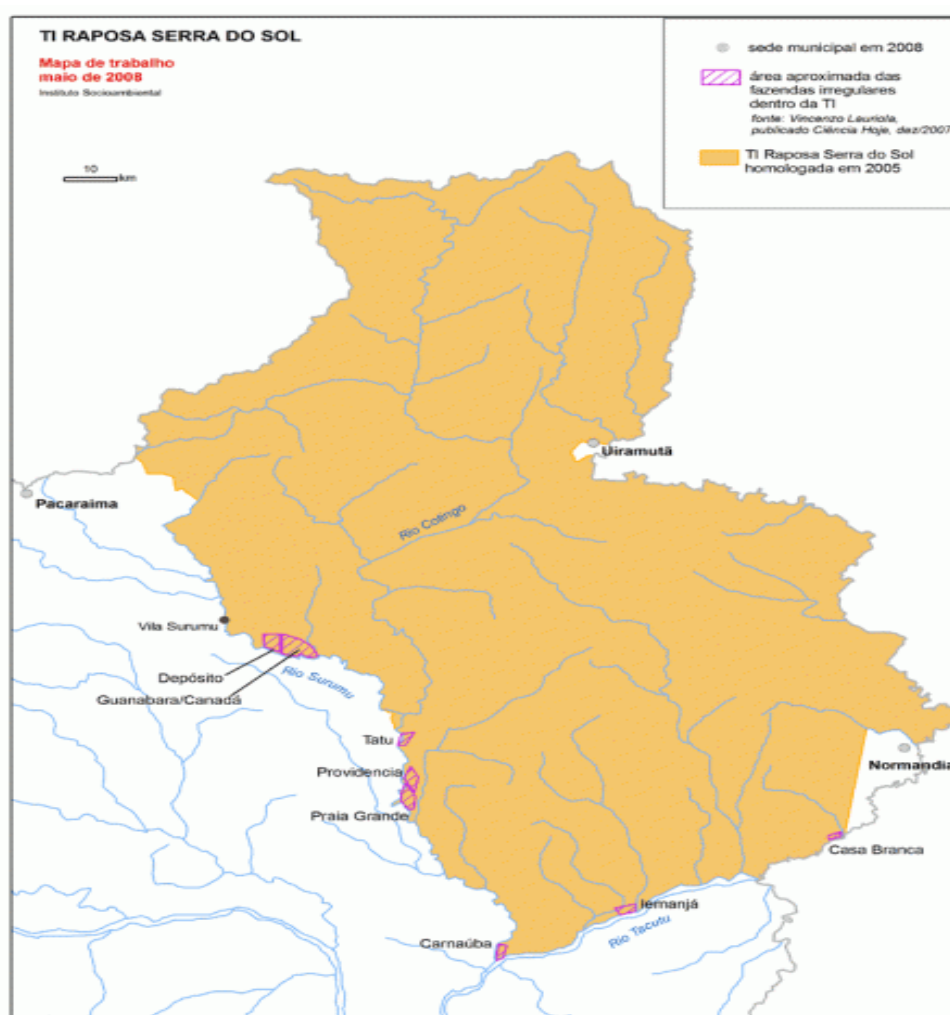 TI RAPOSA SERRA DO SOL
Mapa de trabalho
maio de 2008
Instituto Socioambiental
10
km
sede municipal em 2008
área aproximada das
fazendas irregulares
dentro da TI
fonte: Vincenzo Lauriola,
publicado Ciência Hoje, dez/2007
TI Raposa Serra do Sol
homologada em 2005
Uiramutã
Pacaraima
Rio Cotingo
Vila Surumu
Depósito
Rio Surumu
Guanabara/Canadá
Tatu
Normandia
Providencia
Praia Grande
Casa Branca
Iemanjá
Rio Tacutu
Carnaúba